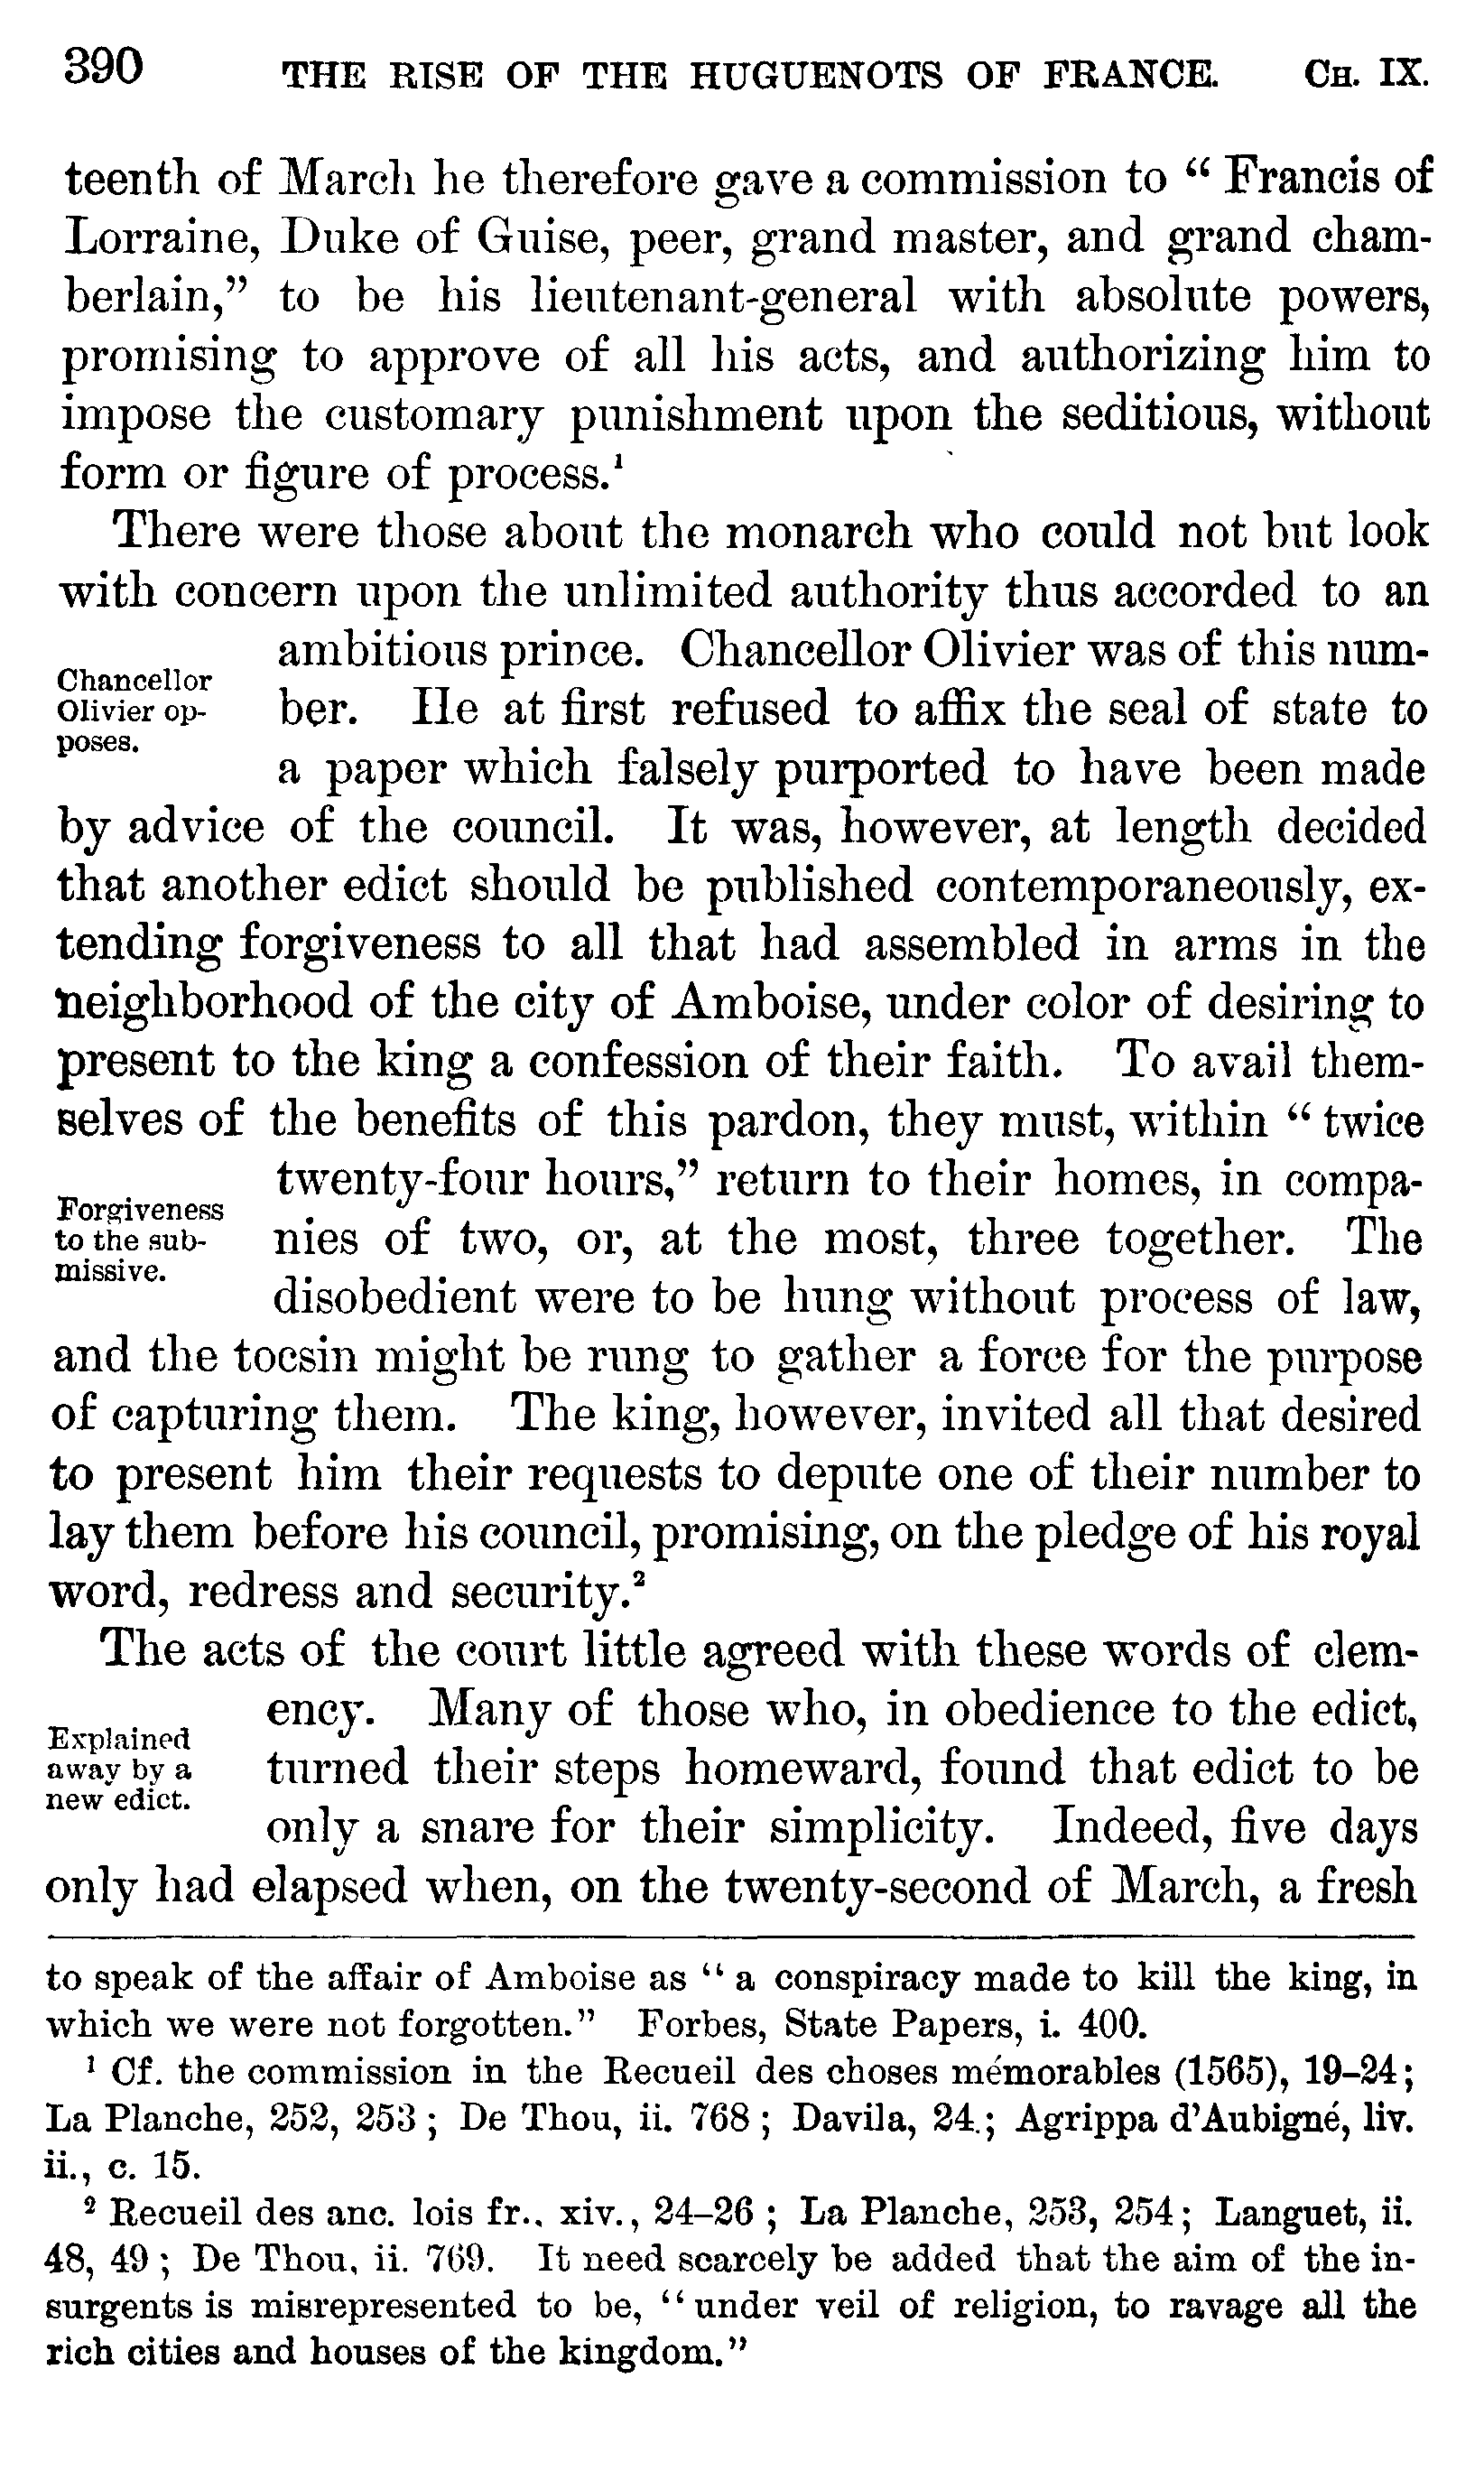 390 THE RISE OF THE HUGUENOTS OF FRANCE. CH. IX.
teenth of March he therefore gave a commission to “ Francis of
Lorraine, Duke of Guise, peer, grand master, and grand cham-
berlain,” to be his lieutenant-general with absolute powers,
promising to approve of all his acts, and authorizing him to
impose the customary punishment upon the seditious, without
form or figure of process.¹
There were those about the monarch who could not but look
with concern upon the unlimited authority thus accorded to an
ambitious prince. Chancellor Olivier was of this num-
Chancellor
Olivier op-
poses.
ber. He at first refused to affix the seal of state to
a paper which falsely purported to have been made
by advice of the council. It was, however, at length decided
that another edict should be published contemporaneously, ex-
tending forgiveness to all that had assembled in arms in the
neighborhood of the city of Amboise, under color of desiring to
present to the king a confession of their faith. To avail them-
selves of the benefits of this pardon, they must, within “ twice
twenty-four hours,” return to their homes, in compa-
Forgiveness
to the sub-
missive.
nies of two, or, at the most, three together. The
disobedient were to be hung without process of law,
and the tocsin might be rung to gather a force for the purpose
of capturing them. The king, however, invited all that desired
to present him their requests to depute one of their number to
lay them before his council, promising, on the pledge of his royal
word, redress and security.²
The acts of the court little agreed with these words of clem-
ency. Many of those who, in obedience to the edict,
Explained
away by a
new edict.
turned their steps homeward, found that edict to be
only a snare for their simplicity. Indeed, five days
only had elapsed when, on the twenty-second of March, a fresh
to speak of the affair of Amboise as “ a conspiracy made to kill the king, in
which we were not forgotten.” Forbes, State Papers, i. 400.
¹ Cf. the commission in the Recueil des choses mémorables (1565), 19–24;
La Planche, 252, 253 ; De Thou, ii. 768 ; Davila, 24.; Agrippa d’Aubigné, liv.
ii., c. 15.
² Recueil des anc. lois fr., xiv., 24–26 ; La Planche, 253, 254; Languet, ii.
48, 49 ; De Thou, ii. 769. It need scarcely be added that the aim of the in-
surgents is misrepresented to be, “under veil of religion, to ravage all the
rich cities and houses of the kingdom.”